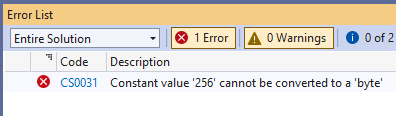 Error List
Entire Solution 1 Error 0 Warnings 0 of 2
Code Description
CS0031 Constant value '256' cannot be converted to a 'byte'